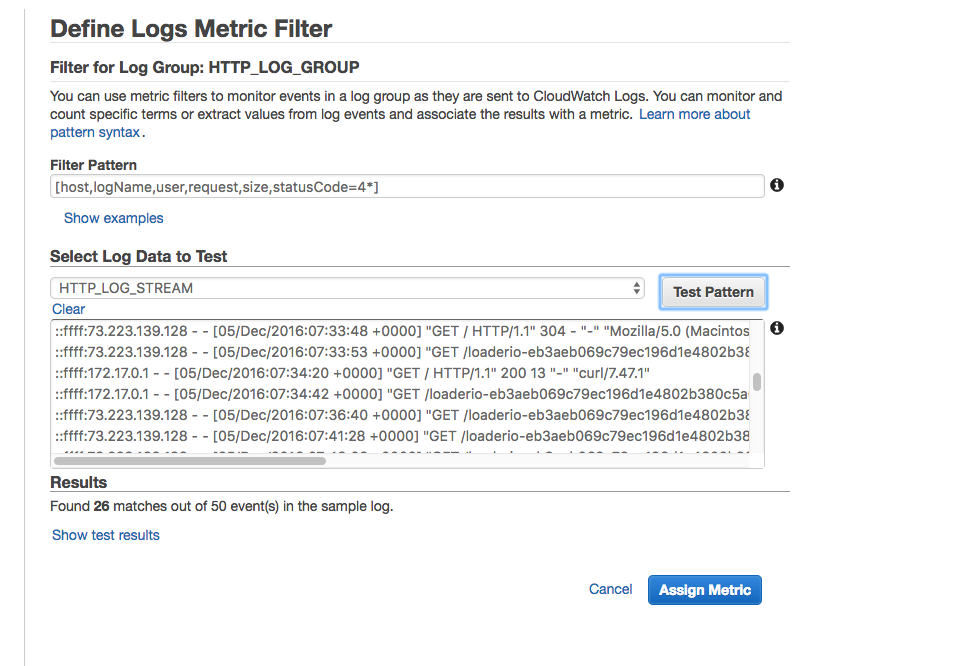 Define Logs Metric Filter
Filter for Log Group: HTTP_LOG_GROUP
You can use metric filters to monitor events in a log group as they are sent to CloudWatch Logs. You can monitor and
count specific terms or extract values from log events and associate the results with a metric. Learn more about
pattern syntax.
Filter Pattern
[host,logName,user,request,size,statusCode=4*]
Show examples
Select Log Data to Test
HTTP_LOG_STREAM
Test Pattern
Clear
::ffff:73.223.139.128 - - [05/Dec/2016:07:33:48 +0000] "GET / HTTP/1.1" 304 - "-" "Mozilla/5.0 (Macintos
::ffff:73.223.139.128 - - [05/Dec/2016:07:33:53 +0000] "GET /loaderio-eb3aeb069c79ec196d1e4802b38
::ffff:172.17.0.1 - - [05/Dec/2016:07:34:20 +0000] "GET / HTTP/1.1" 200 13 "-" "curl/7.47.1"
::ffff:172.17.0.1 - - [05/Dec/2016:07:34:42 +0000] "GET /loaderio-eb3aeb069c79ec196d1e4802b380c5a
::ffff:73.223.139.128 - - [05/Dec/2016:07:36:40 +0000] "GET /loaderio-eb3aeb069c79ec196d1e4802b38
::ffff:73.223.139.128 - - [05/Dec/2016:07:41:28 +0000] "GET /loaderio-eb3aeb069c79ec196d1e4802b38
Results
Found 26 matches out of 50 event(s) in the sample log.
Show test results
Cancel
Assign Metric